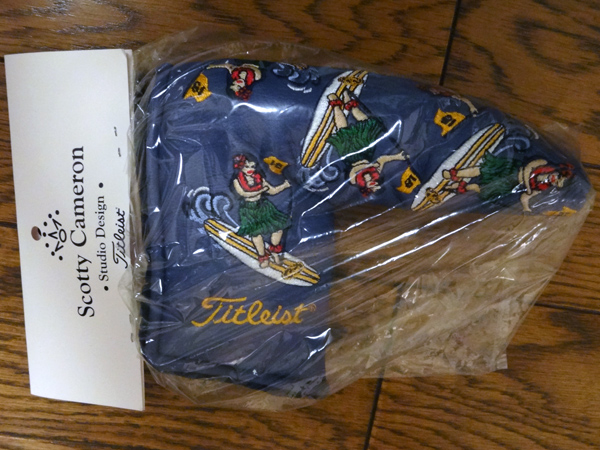 Scotty Cameron
• Studio Design •
Titleist
Titleist®